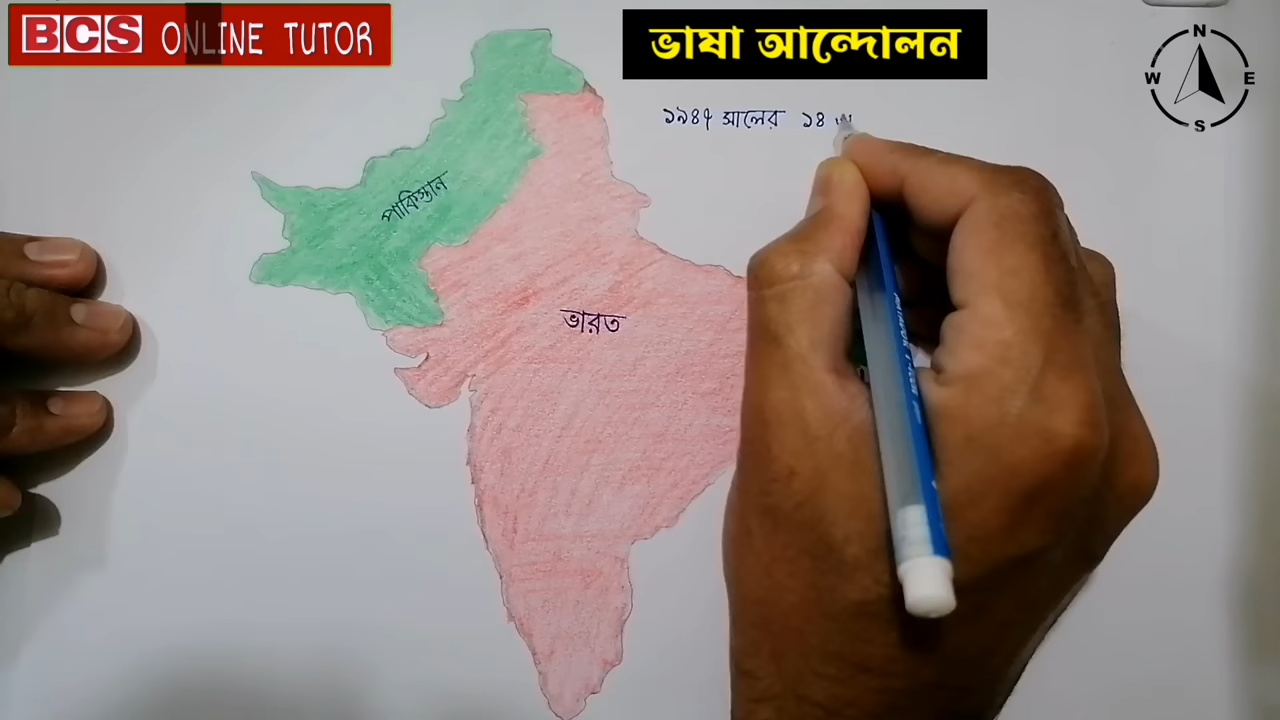 BCS ONLINE TUTOR
ভাষা আন্দোলন
N
W E
S
১৯৪৭ সালের ১৪
পাকিস্তান
ভারত